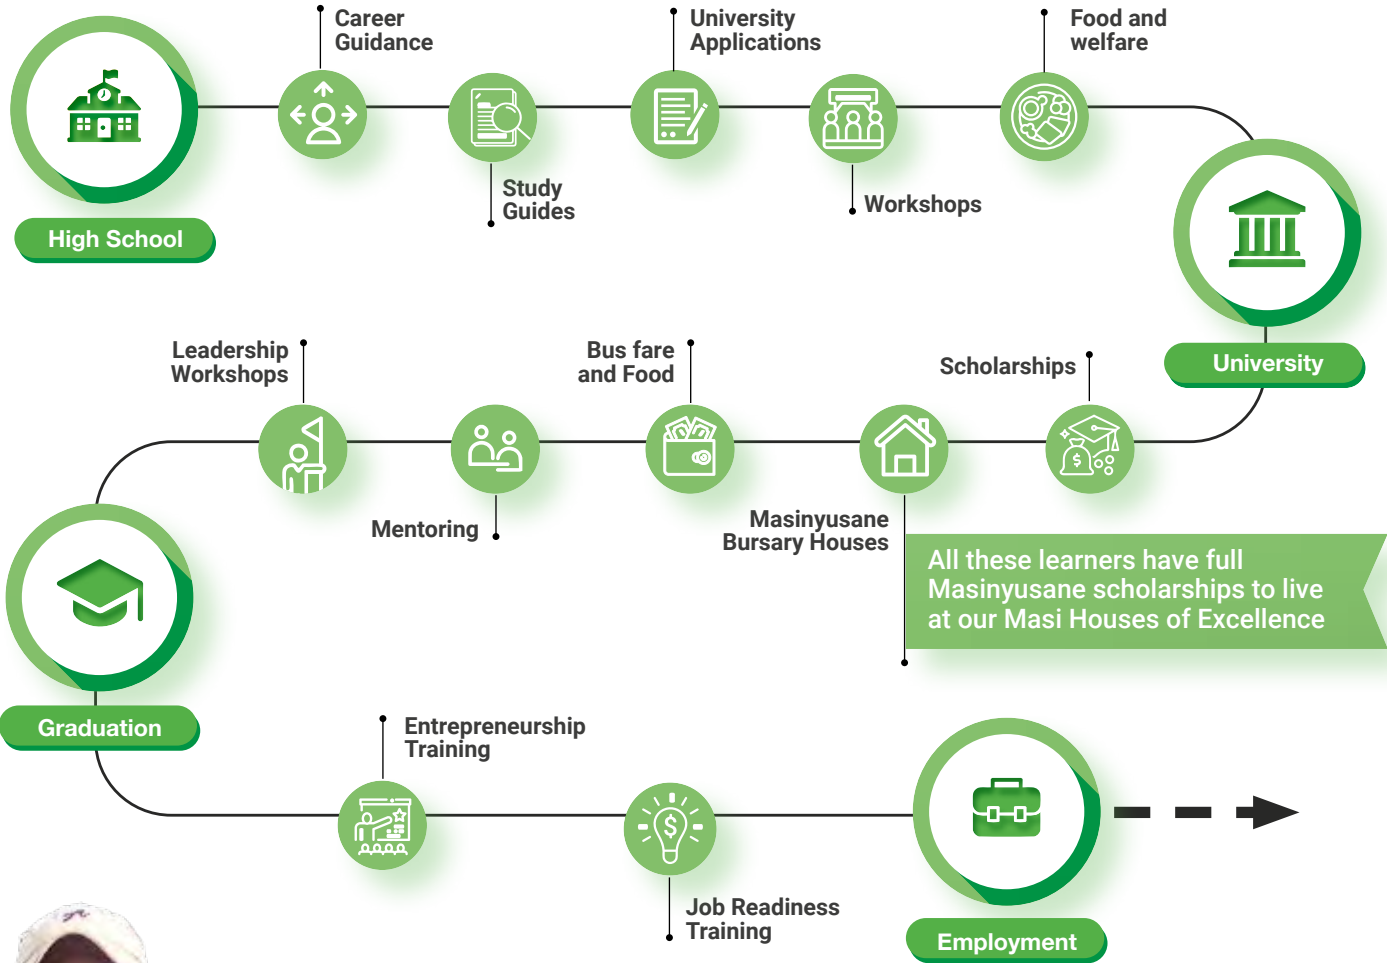 Career
Guidance
University
Applications
Food and
welfare
Study
Guides
Workshops
High School
University
Scholarships
Bus fare
and Food
Leadership
Workshops
Masinyusane
Bursary Houses
Mentoring
All these learners have full
Masinyusane scholarships to live
at our Masi Houses of Excellence
Graduation
Entrepreneurship
Training
Job Readiness
Training
Employment